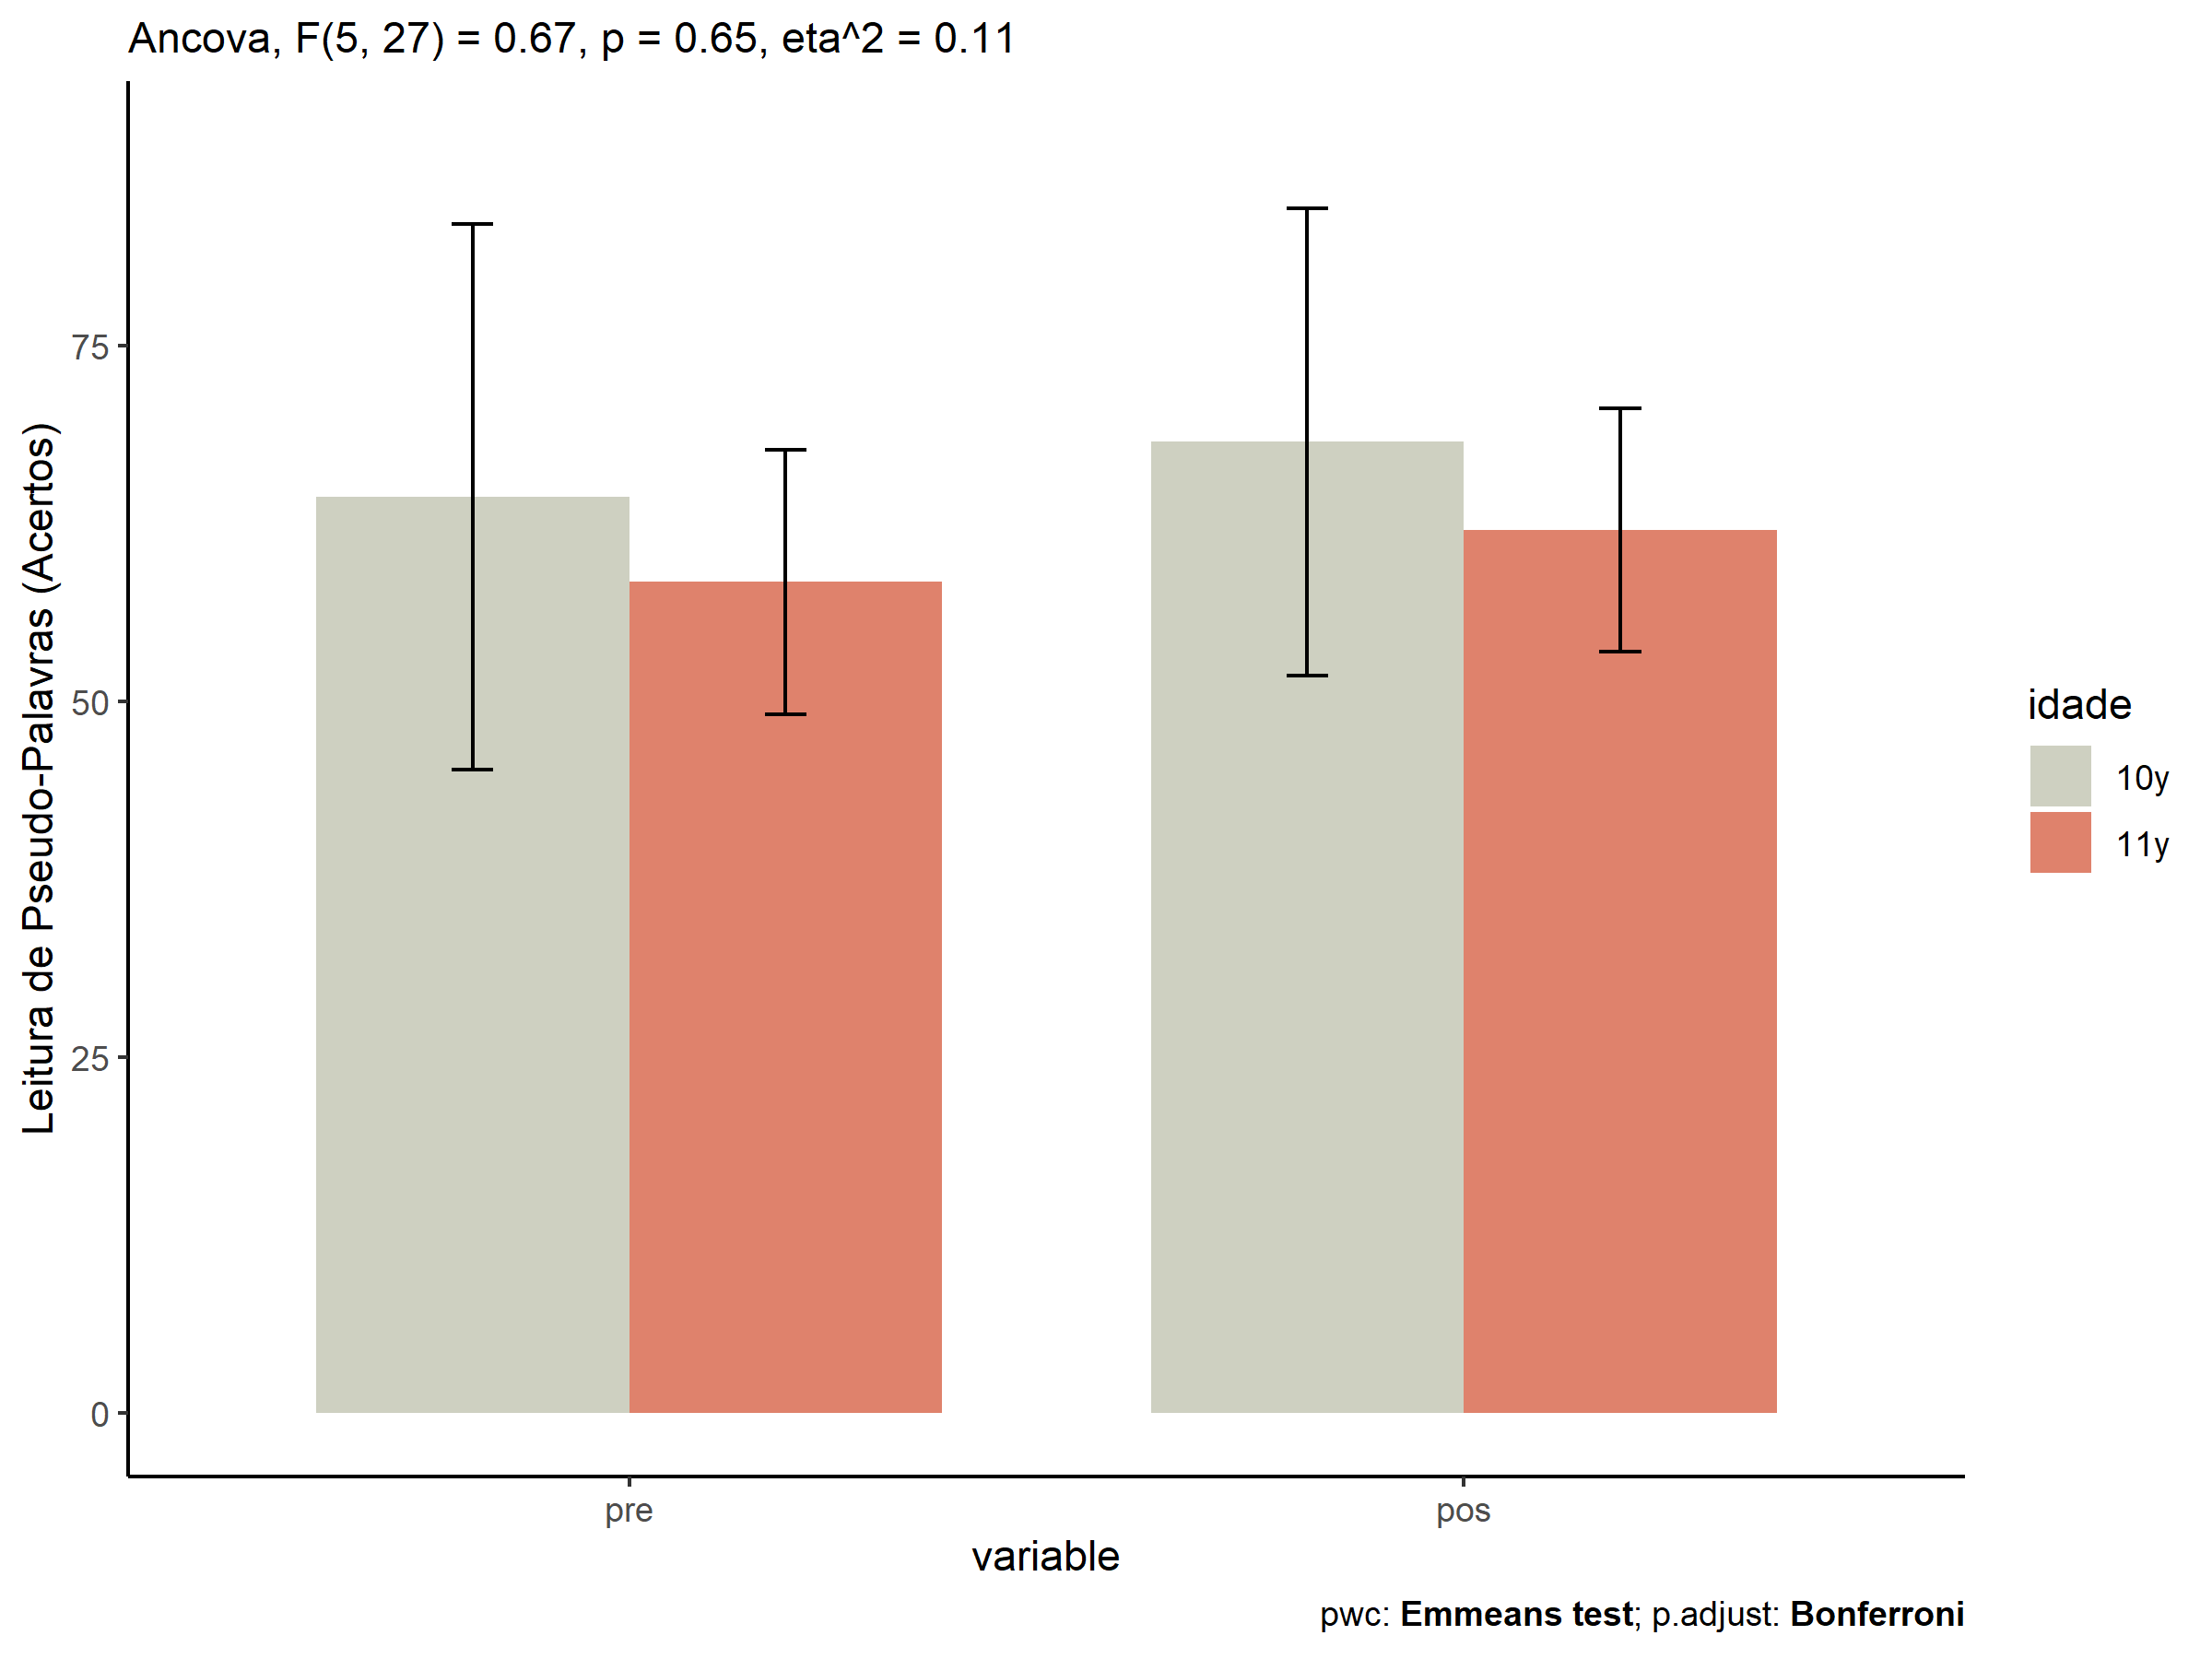 Ancova, F(5, 27) = 0.67, p = 0.65, eta^2 = 0.11
Leitura de Pseudo-Palavras (Acertos)
75
50
25
0
pre
pos
variable
idade
10y
11y
pwc: Emmeans test; p.adjust: Bonferroni